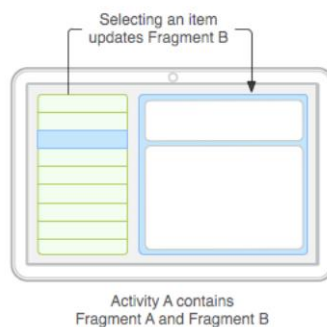 Selecting an item
updates Fragment B
Activity A contains
Fragment A and Fragment B